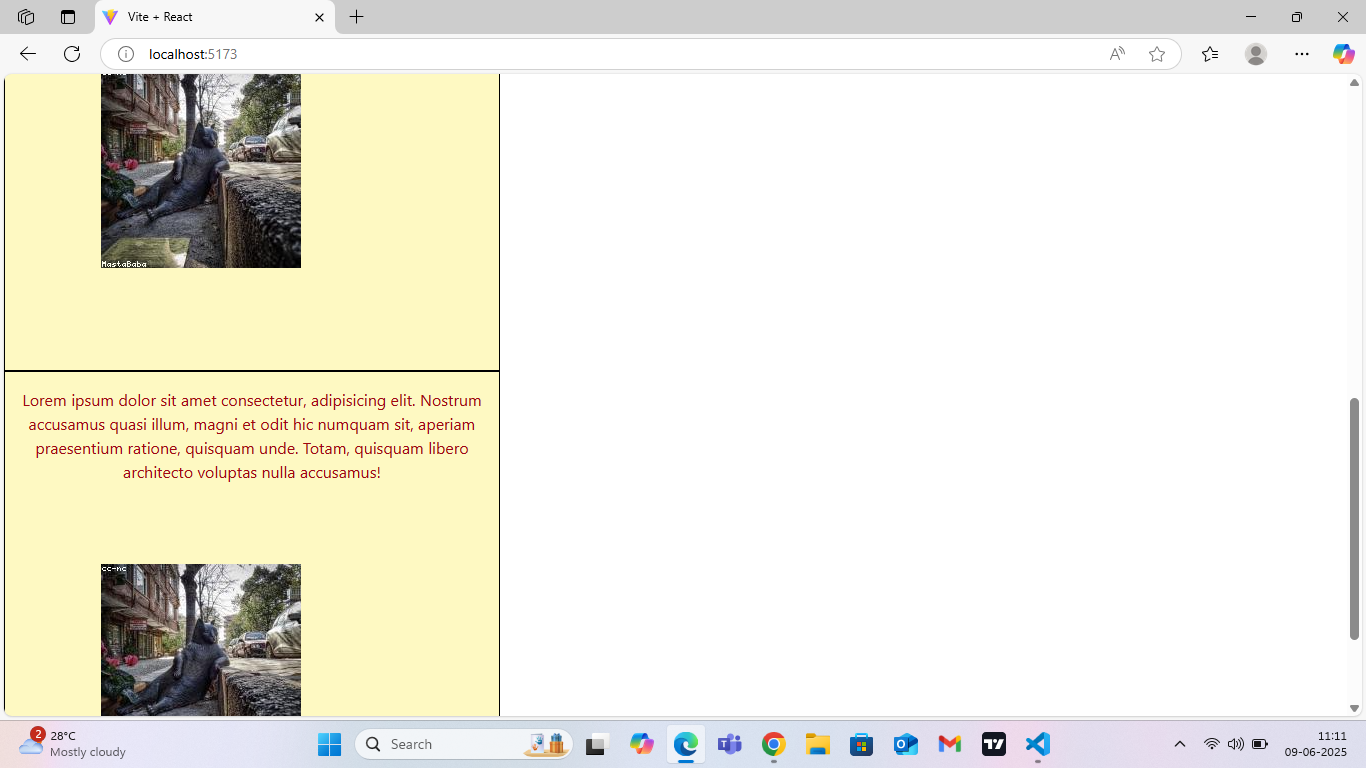 Vite + React
localhost:5173
MastaBaba
Lorem ipsum dolor sit amet consectetur, adipisicing elit. Nostrum
accusamus quasi illum, magni et odit hic numquam sit, aperiam
praesentium ratione, quisquam unde. Totam, quisquam libero
architecto voluptas nulla accusamus!
cc-nc
2
28°C
Mostly cloudy
Search
11:11
09-06-2025